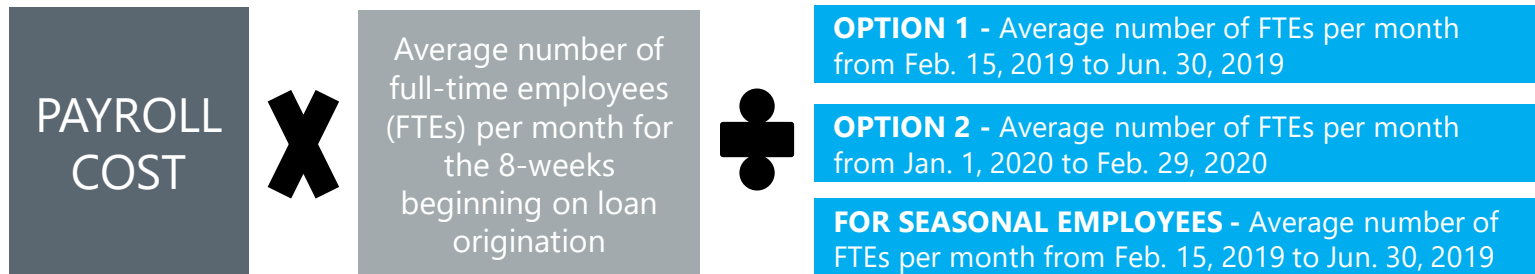 PAYROLL
COST
Average number of
full-time employees
(FTEs) per month for
the 8-weeks
beginning on loan
origination
OPTION 1 - Average number of FTEs per month
from Feb. 15, 2019 to Jun. 30, 2019
OPTION 2 - Average number of FTEs per month
from Jan. 1, 2020 to Feb. 29, 2020
FOR SEASONAL EMPLOYEES - Average number of
FTEs per month from Feb. 15, 2019 to Jun. 30, 2019